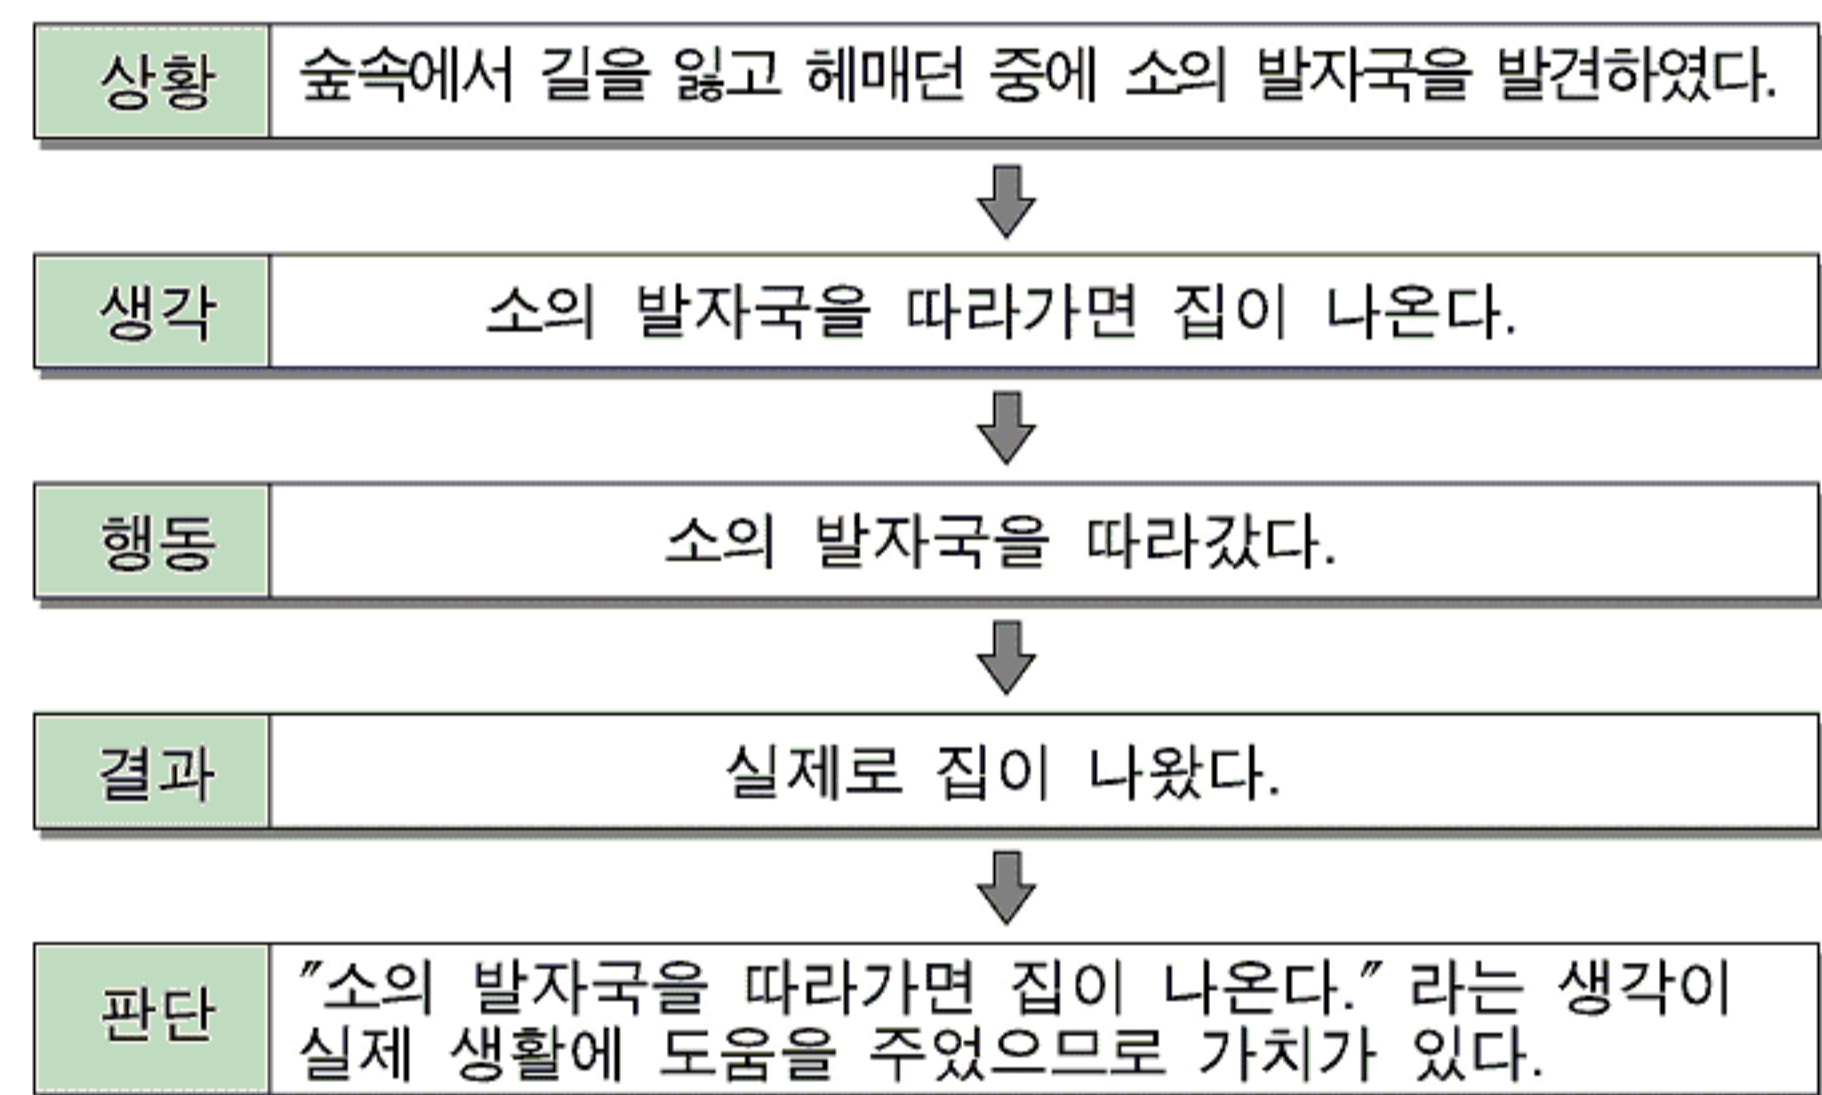 상황 숲속에서 길을 잃고 헤매던 중에 소의 발자국을 발견하였다.
생각 소의 발자국을 따라가면 집이 나온다.
행동 소의 발자국을 따라갔다.
결과 실제로 집이 나왔다.
판단 "소의 발자국을 따라가면 집이 나온다." 라는 생각이
실제 생활에 도움을 주었으므로 가치가 있다.